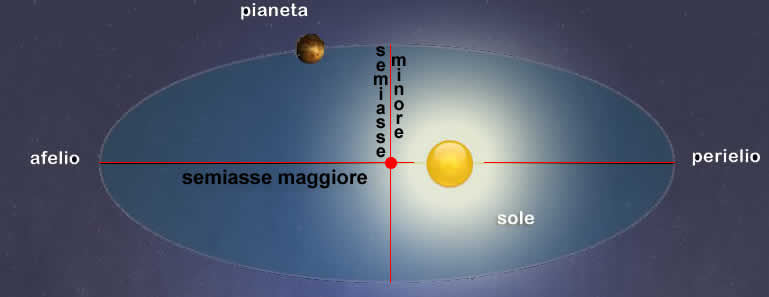 pianeta
semiasse
minore
afelio
perielio
semiasse maggiore
sole